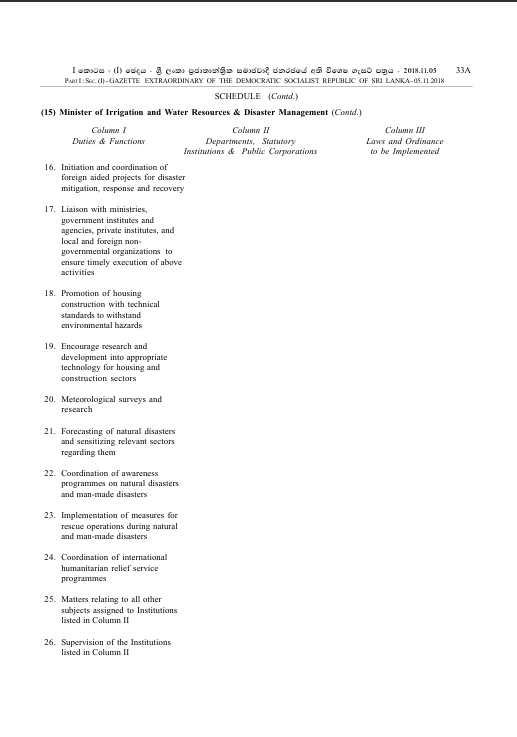 I කොටස : (I) ඡෙදය - ශ්‍රී ලංකා ප්‍රජාතාන්ත්‍රික සමාජවාදී ජනරජයේ අති විශෙෂ ගැසට් පත්‍රය - 2018.11.05 33A
PART I : SEC. (I) - GAZETTE EXTRAORDINARY OF THE DEMOCRATIC SOCIALIST REPUBLIC OF SRI LANKA - 05.11.2018
SCHEDULE (Contd.)
(15) Minister of Irrigation and Water Resources & Disaster Management (Contd.)
Column I
Duties & Functions
Column II
Departments, Statutory
Institutions & Public Corporations
Column III
Laws and Ordinance
to be Implemented
16. Initiation and coordination of
foreign aided projects for disaster
mitigation, response and recovery
17. Liaison with ministries,
government institutes and
agencies, private institutes, and
local and foreign non-
governmental organizations to
ensure timely execution of above
activities
18. Promotion of housing
construction with technical
standards to withstand
environmental hazards
19. Encourage research and
development into appropriate
technology for housing and
construction sectors
20. Meteorological surveys and
research
21. Forecasting of natural disasters
and sensitizing relevant sectors
regarding them
22. Coordination of awareness
programmes on natural disasters
and man-made disasters
23. Implementation of measures for
rescue operations during natural
and man-made disasters
24. Coordination of international
humanitarian relief service
programmes
25. Matters relating to all other
subjects assigned to Institutions
listed in Column II
26. Supervision of the Institutions
listed in Column II